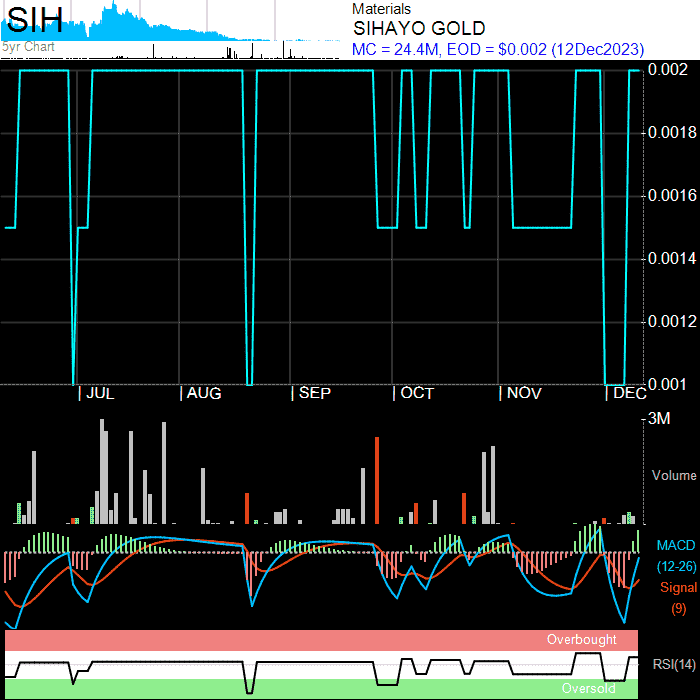 SIH
5yr Chart
Materials
SIHAYO GOLD
MC = 24.4M, EOD = $0.002 (12Dec2023)
0.002
0.0018
0.0016
0.0014
0.0012
0.001
| JUL | AUG | SEP | OCT | NOV | DEC
3M
Volume
MACD
(12-26)
Signal
(9)
Overbought
RSI(14)
Oversold